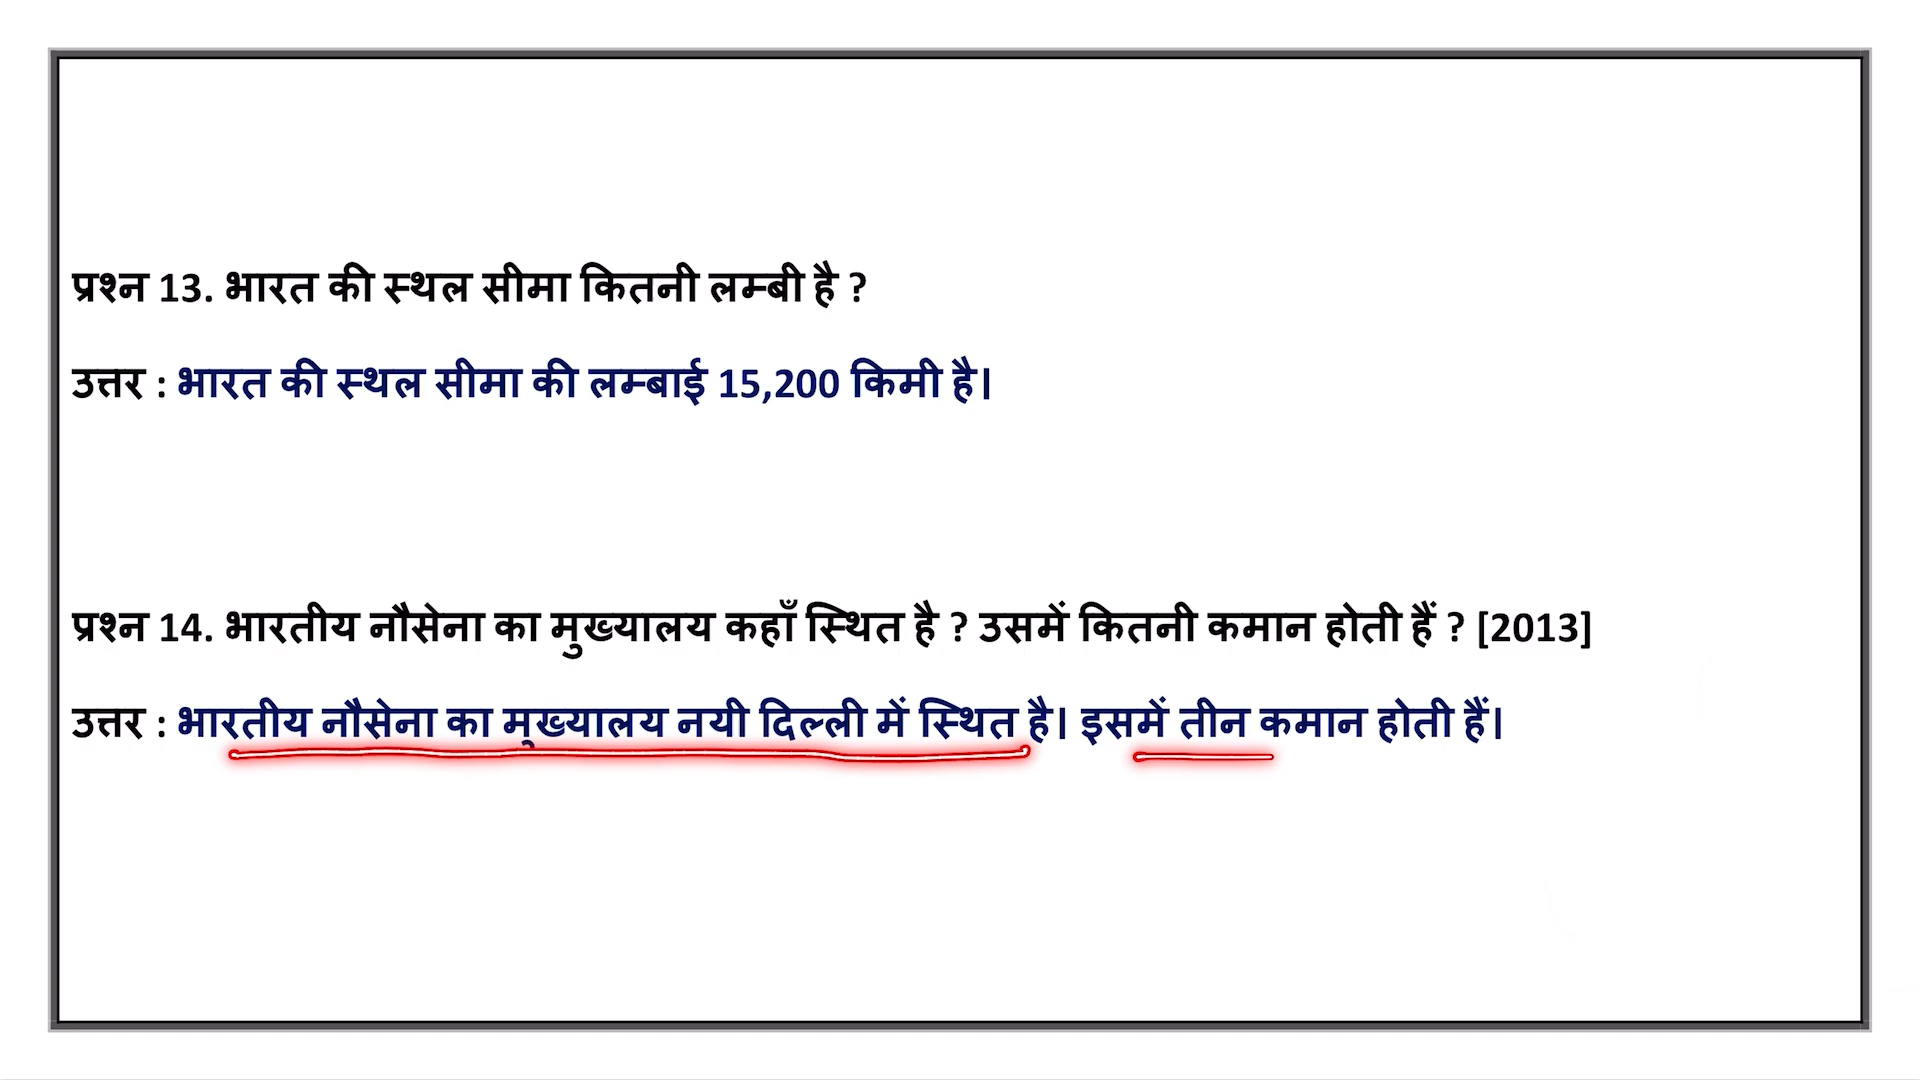 प्रश्न 13. भारत की स्थल सीमा कितनी लम्बी है ?
उत्तर : भारत की स्थल सीमा की लम्बाई 15,200 किमी है।
प्रश्न 14. भारतीय नौसेना का मुख्यालय कहाँ स्थित है ? उसमें कितनी कमान होती हैं ? [2013]
उत्तर : भारतीय नौसेना का मुख्यालय नयी दिल्ली में स्थित है। इसमें तीन कमान होती हैं।